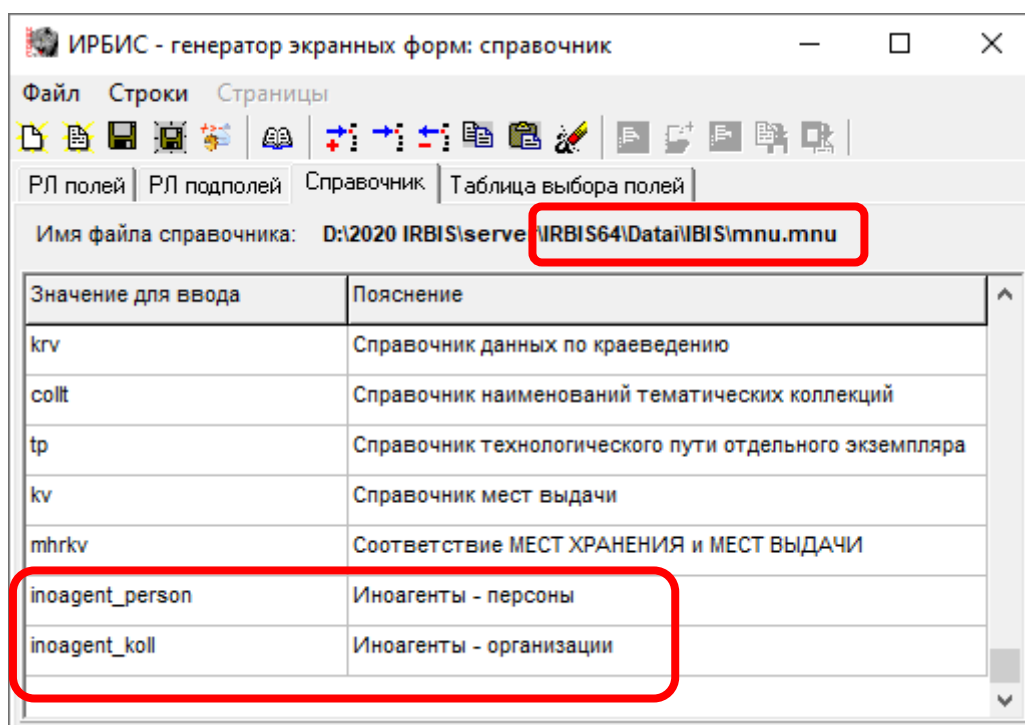 ИРБИС - генератор экранных форм: справочник
Файл Строки Страницы
РЛ полей РЛ подполей Справочник Таблица выбора полей
Имя файла справочника: D:\2020 IRBIS\server\IRBIS64\Datai\IBIS\mnu.mnu
Значение для ввода Пояснение
krv Справочник данных по краеведению
collt Справочник наименований тематических коллекций
tp Справочник технологического пути отдельного экземпляра
kv Справочник мест выдачи
mhrkv Соответствие МЕСТ ХРАНЕНИЯ и МЕСТ ВЫДАЧИ
inoagent_person Иноагенты - персоны
inoagent_koll Иноагенты - организации